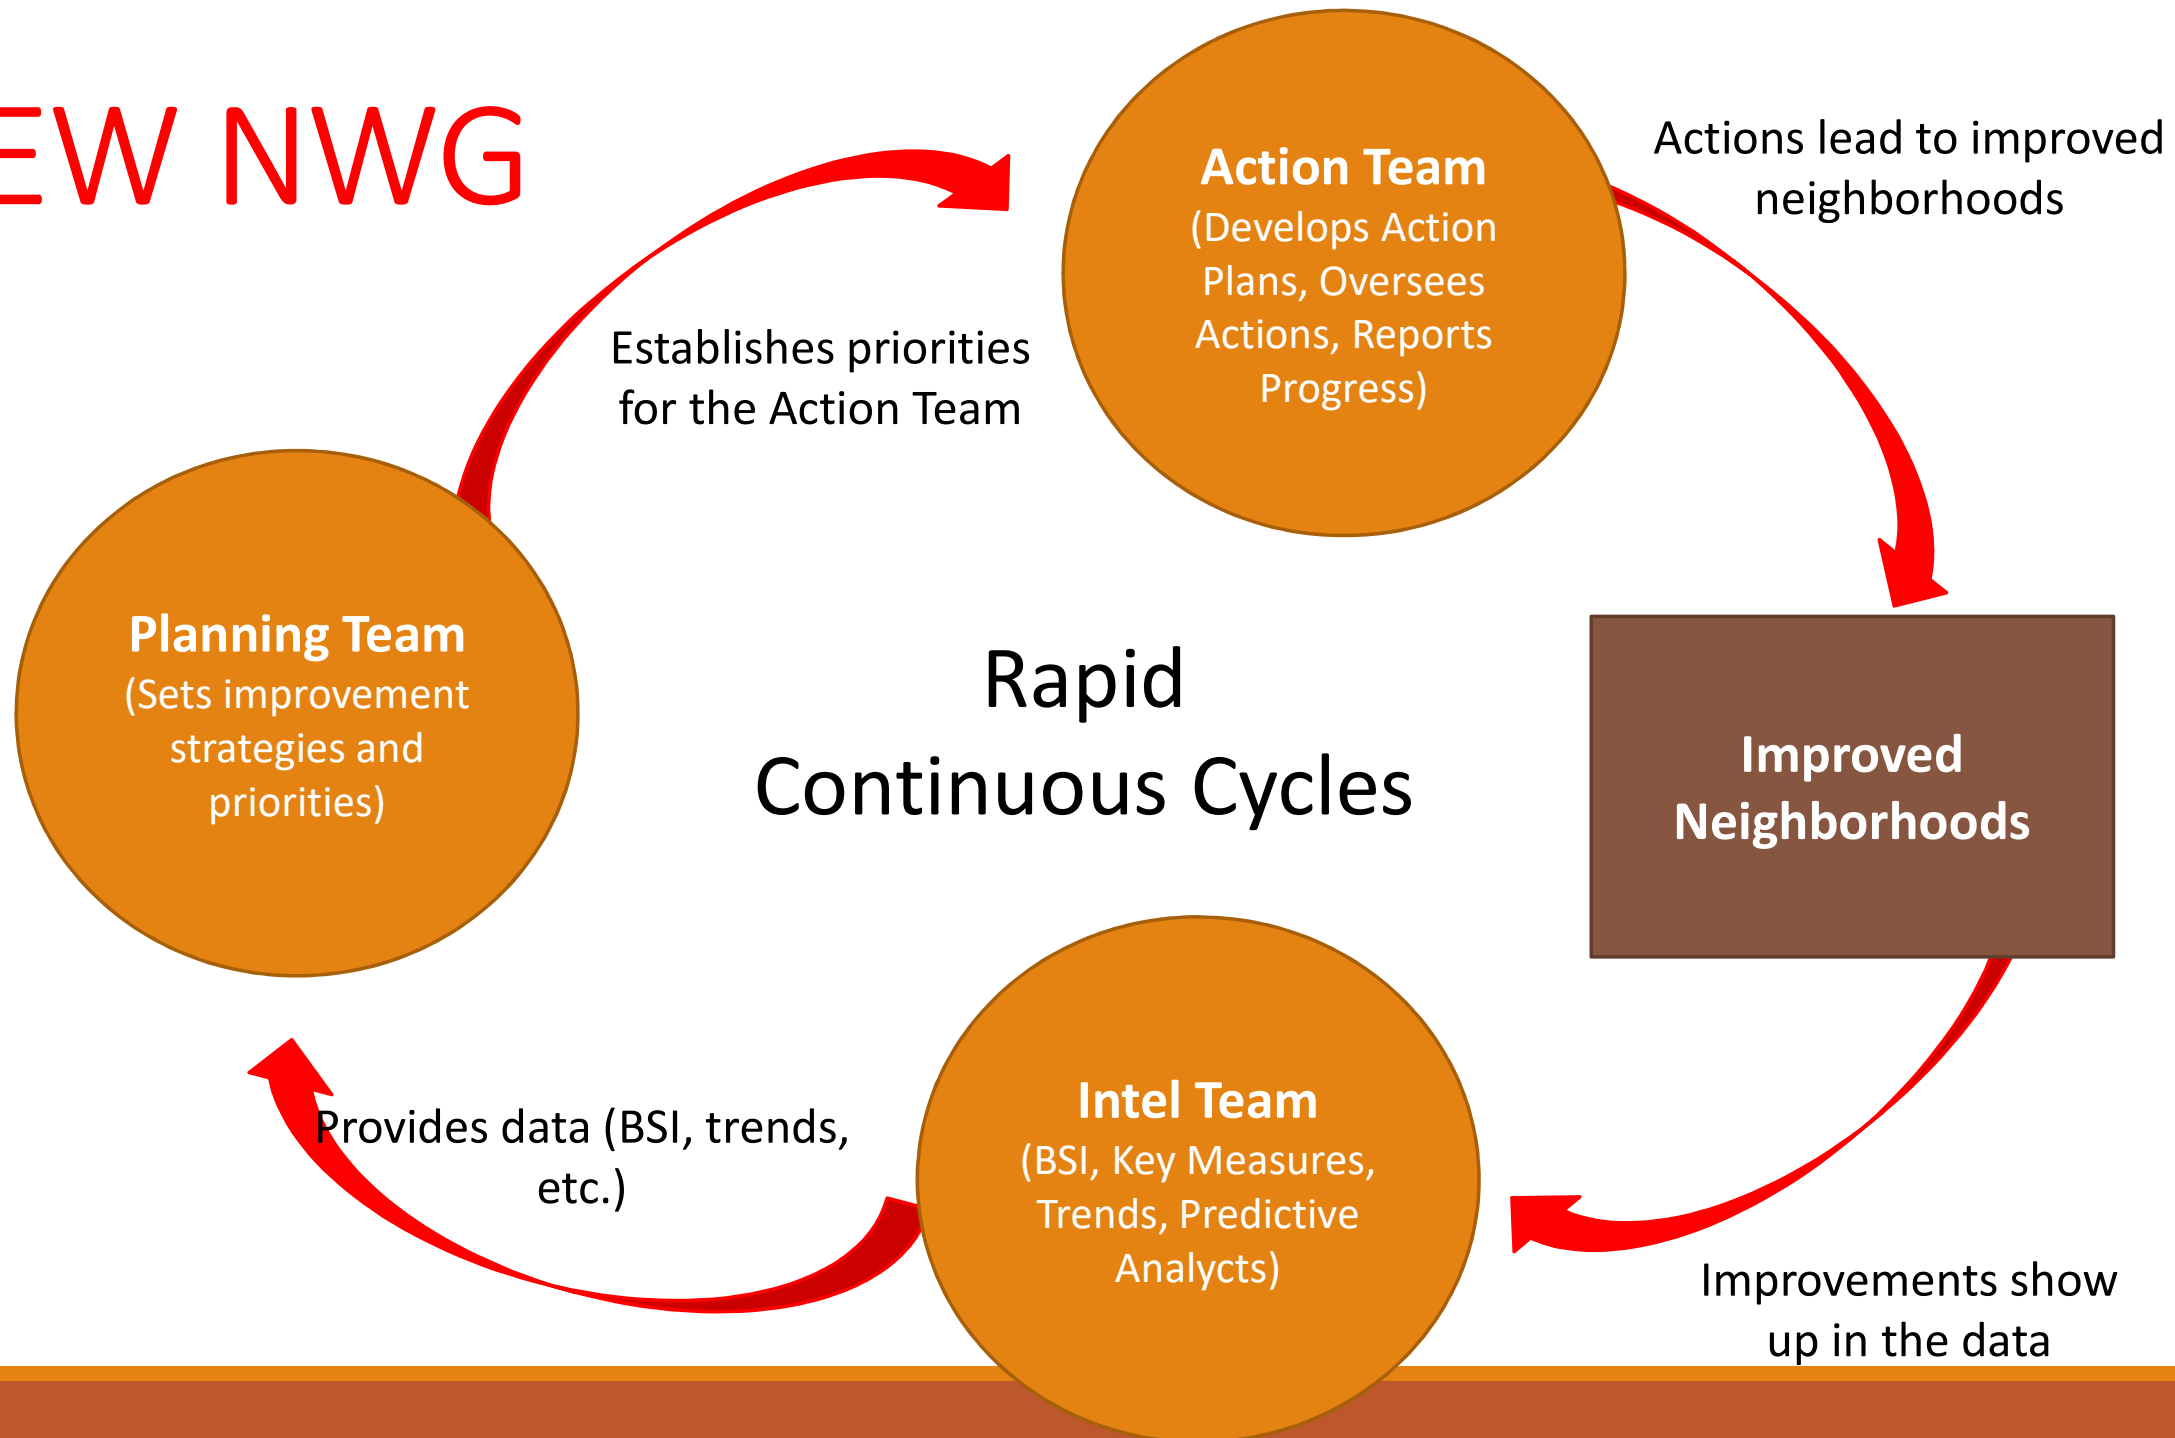 EW NWG
Action Team
(Develops Action
Plans, Oversees
Actions, Reports
Progress)
Actions lead to improved
neighborhoods
Establishes priorities
for the Action Team
Planning Team
(Sets improvement
strategies and
priorities)
Rapid
Continuous Cycles
Improved
Neighborhoods
Intel Team
(BSI, Key Measures,
Trends, Predictive
Analycts)
Provides data (BSI, trends,
etc.)
Improvements show
up in the data